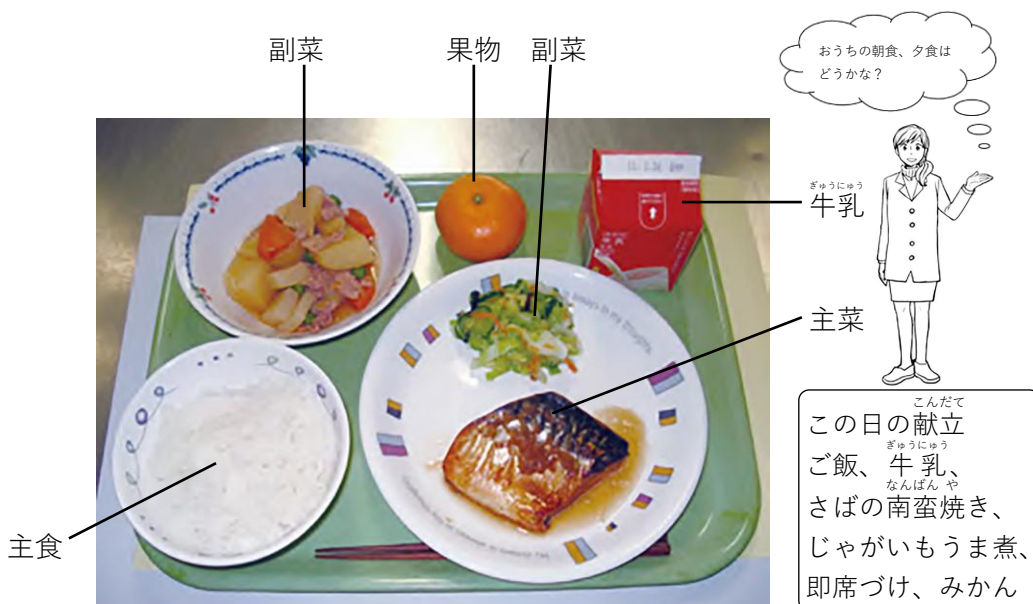 副菜
果物
副菜
おうちの朝食、夕食は
どうかな？
ぎゅうにゅう
牛乳
主菜
主食
こんだて
この日の献立
ぎゅうにゅう
ご飯、牛乳、
なんばん や
さばの南蛮焼き、
じゃがいもうま煮、
即席づけ、みかん